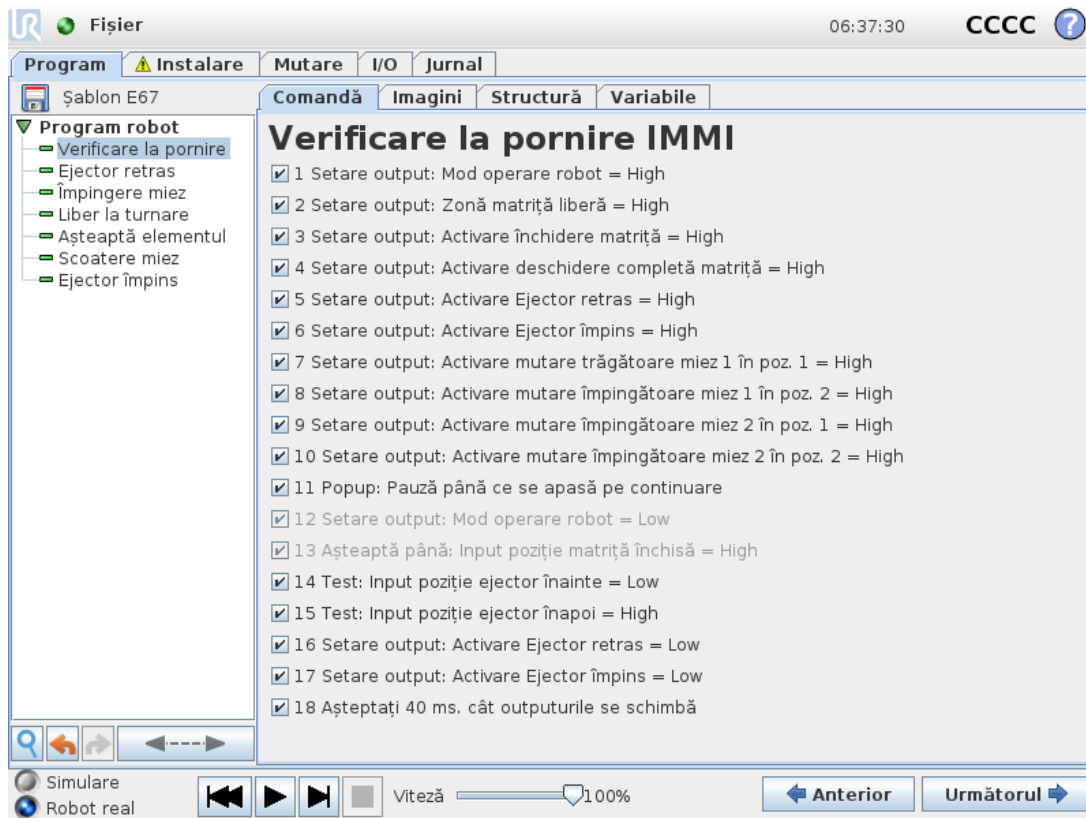 Fișier
06:37:30
CCCC
?
Program
Instalare
Mutare
I/O
Jurnal
Șablon E67
Comandă
Imagini
Structură
Variabile
Program robot
Verificare la pornire
Ejector retras
Împingere miez
Liber la turnare
Așteaptă elementul
Scoatere miez
Ejector împins
Verificare la pornire IMMI
1 Setare output: Mod operare robot = High
2 Setare output: Zonă matriță liberă = High
3 Setare output: Activare închidere matriță = High
4 Setare output: Activare deschidere completă matriță = High
5 Setare output: Activare Ejector retras = High
6 Setare output: Activare Ejector împins = High
7 Setare output: Activare mutare trăgătoare miez 1 în poz. 1 = High
8 Setare output: Activare mutare împingătoare miez 1 în poz. 2 = High
9 Setare output: Activare mutare împingătoare miez 2 în poz. 1 = High
10 Setare output: Activare mutare împingătoare miez 2 în poz. 2 = High
11 Popup: Pauză până ce se apasă pe continuare
12 Setare output: Mod operare robot = Low
13 Așteaptă până: Input poziție matriță închisă = High
14 Test: Input poziție ejector înainte = Low
15 Test: Input poziție ejector înapoi = High
16 Setare output: Activare Ejector retras = Low
17 Setare output: Activare Ejector împins = Low
18 Așteptați 40 ms. cât outputurile se schimbă
Simulare
Robot real
Viteză
100%
Anterior
Următorul